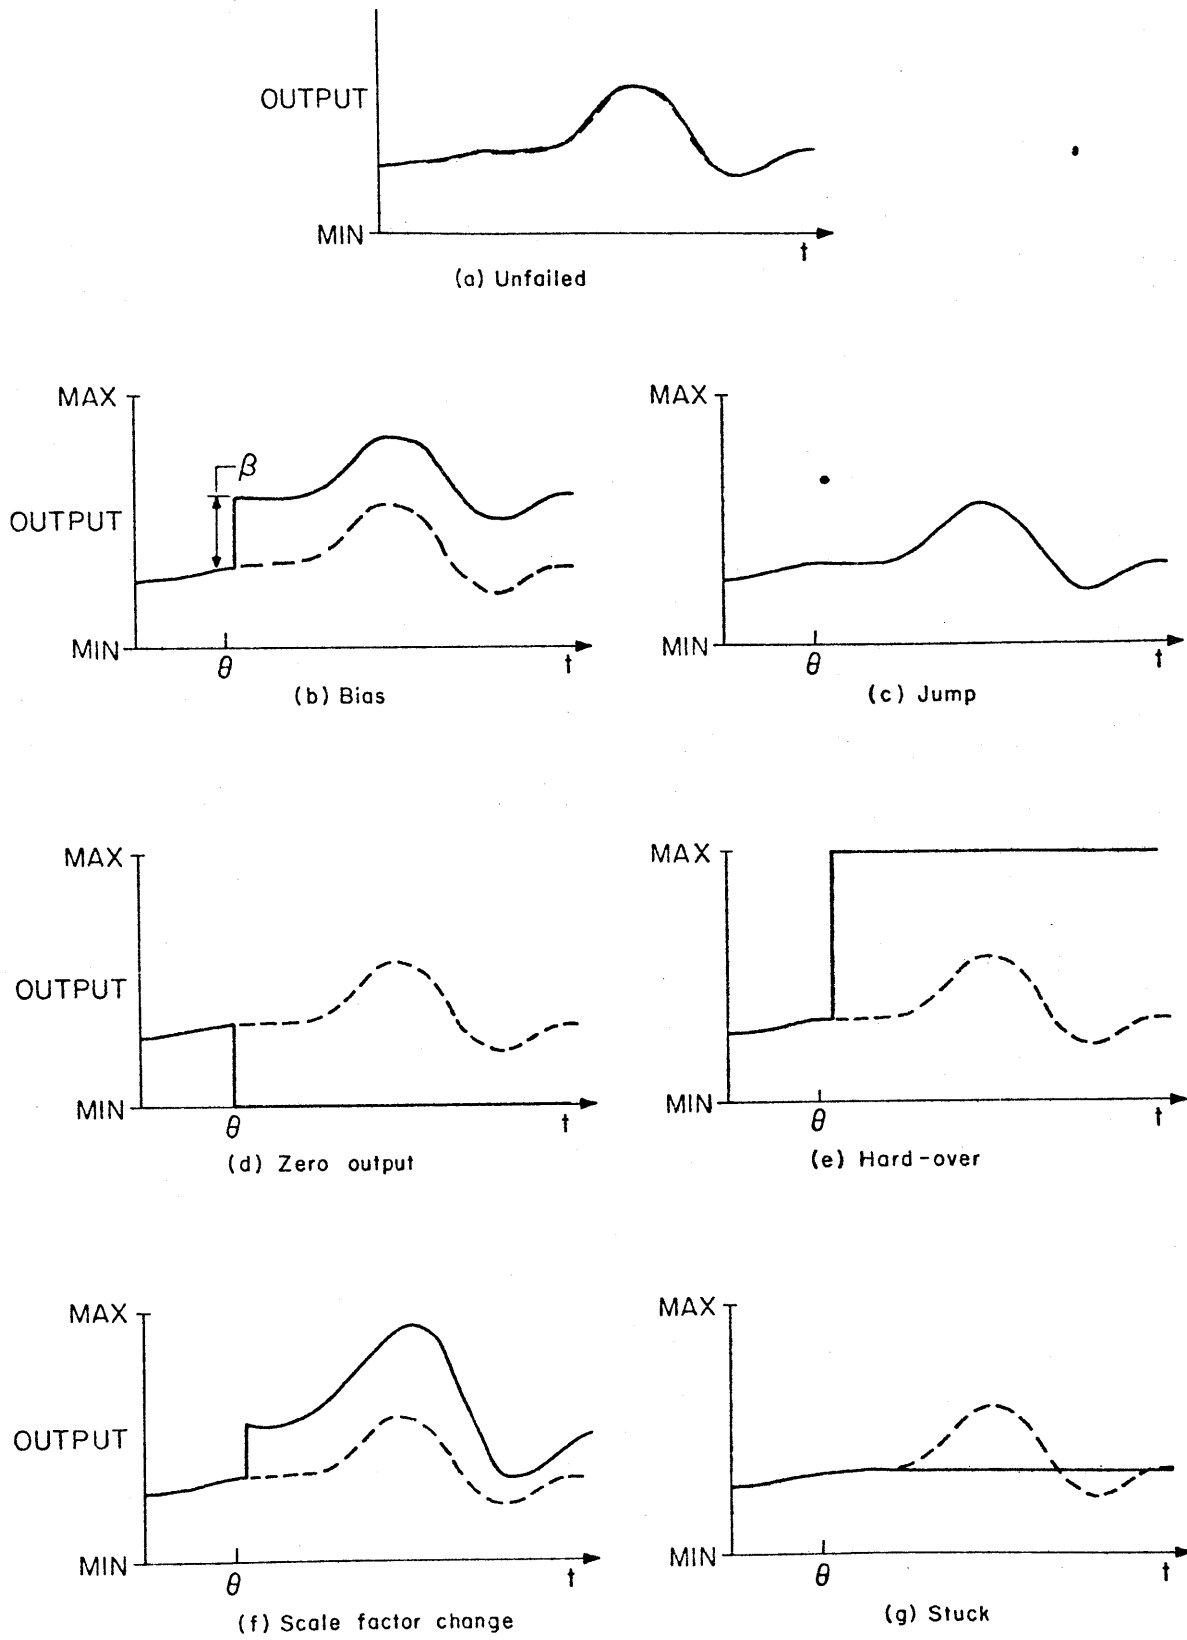 OUTPUT
MIN
t
(a) Unfailed
MAX
β
OUTPUT
MIN
θ
t
(b) Bias
MAX
MIN
θ
t
(c) Jump
MAX
OUTPUT
MIN
θ
t
(d) Zero output
MAX
MIN
θ
t
(e) Hard-over
MAX
OUTPUT
MIN
θ
t
(f) Scale factor change
MAX
MIN
θ
t
(g) Stuck